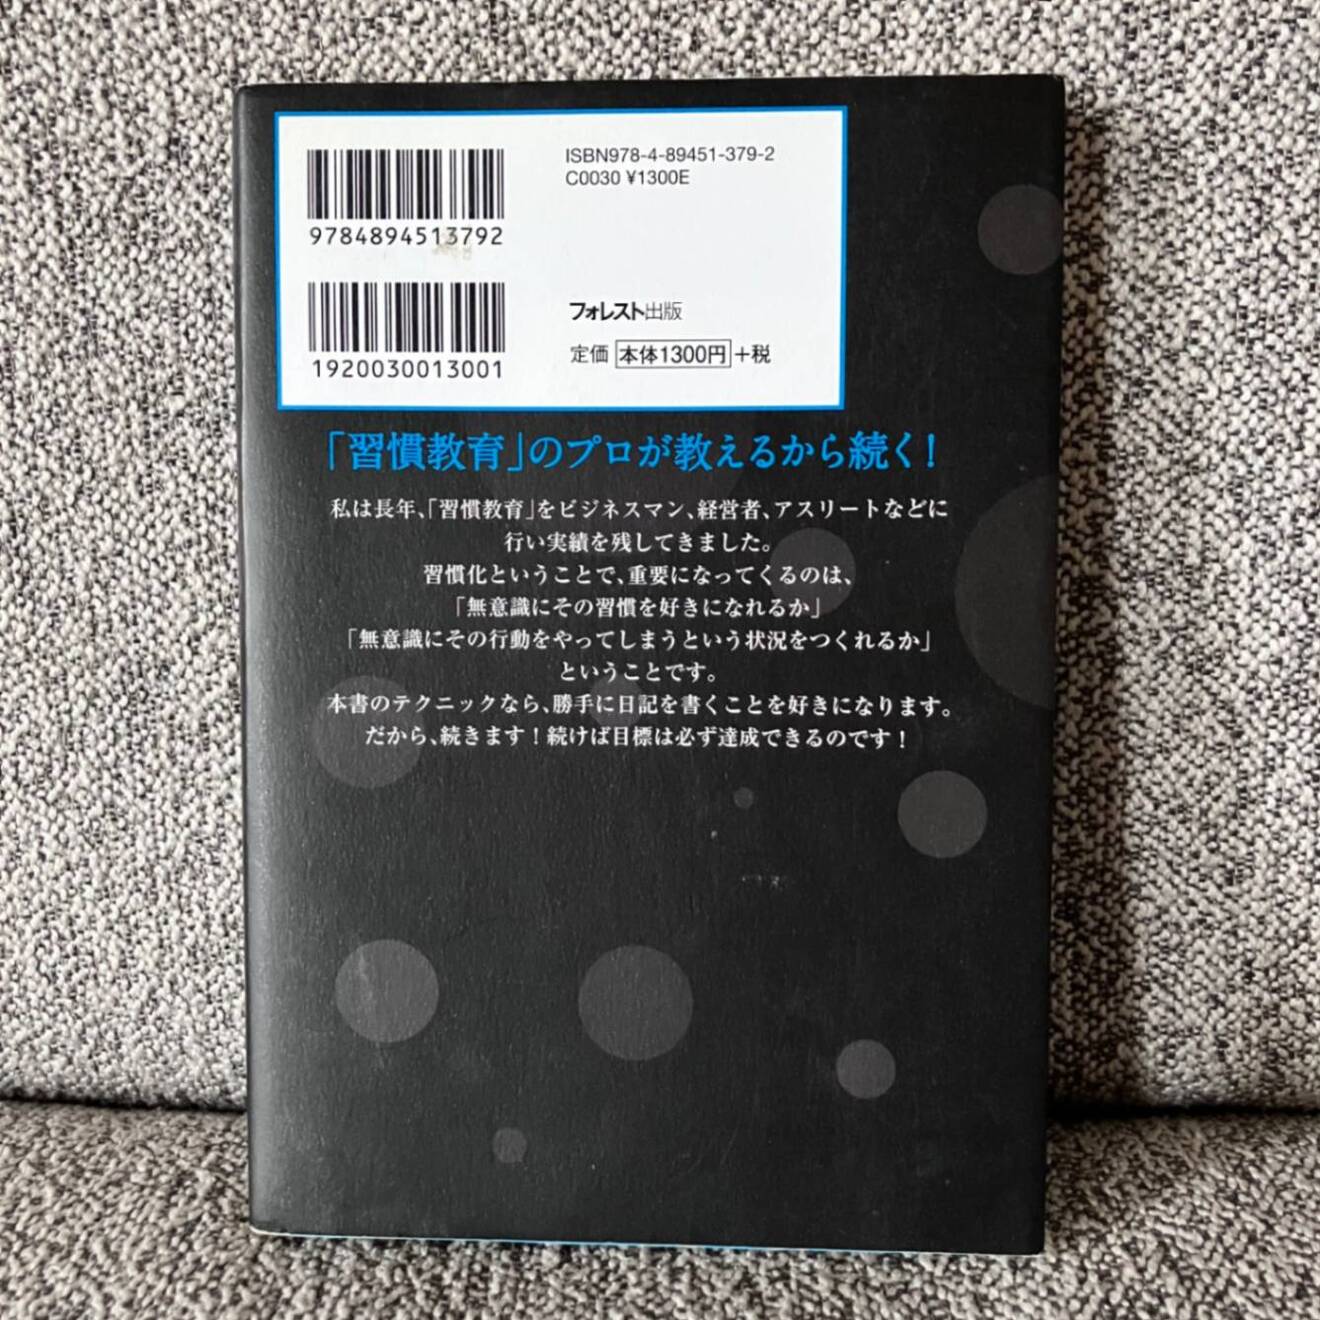 ISBN978-4-89451-379-2
C0030 ¥1300E
9784894513792
フォレスト出版
定価 本体1300円+税
1920030013001
「習慣教育」のプロが教えるから続く!
私は長年、「習慣教育」をビジネスマン、経営者、アスリートなどに
行い実績を残してきました。
習慣化ということで、重要になってくるのは、
「無意識にその習慣を好きになれるか」
「無意識にその行動をやってしまうという状況をつくれるか」
ということです。
本書のテクニックなら、勝手に日記を書くことを好きになります。
だから、続きます!続けば目標は必ず達成できるのです!